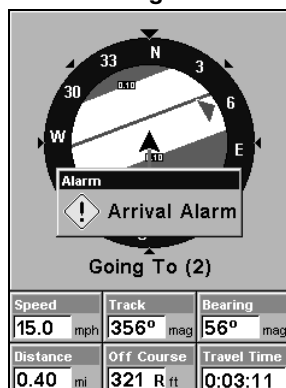 N
33
3
0.10
30
6
W
E
0.10
Alarm
! Arrival Alarm
Going To (2)
Speed Track Bearing
15.0 mph 356° mag 56° mag
Distance Off Course Travel Time
0.40 mi 321 R ft 0:03:11